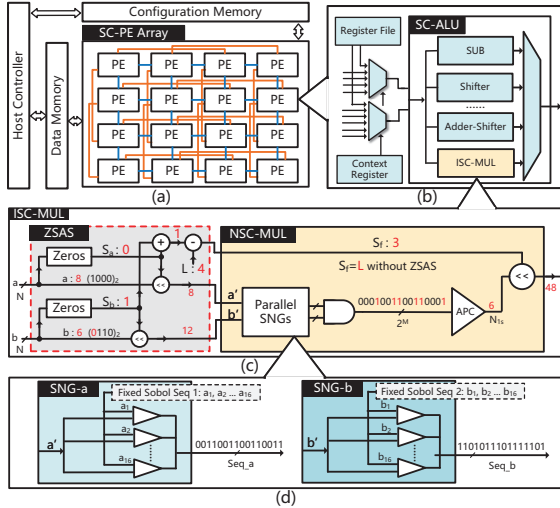 Configuration Memory
SC-PE Array
Host Controller
Data Mamory
PE PE PE PE
PE PE PE PE
PE PE PE PE
PE PE PE PE
(a)
SC-ALU
Register File
SUB
Shifter
......
Adder-Shifter
ISC-MUL
Context
Register
(b)
ISC-MUL
ZSAS
NSC-MUL
Zeros
Sa : 0
+
1
-
L : 4
a
N
a : 8 (1000)₂
<<
8
Zeros
Sb : 1
b
N
b : 6 (0110)₂
<<
12
Sf : 3
Sf=L without ZSAS
a'
b'
Parallel
SNGs
0001001100110001
2^M
APC
6
N1s
<<
48
(c)
SNG-a
Fixed Sobol Seq 1: a₁, a₂ ... a₁₆
a₁
a₂
a₁₆
a'
0011001100110011
Seq_a
SNG-b
Fixed Sobol Seq 2: b₁, b₂ ... b₁₆
b₁
b₂
b₁₆
b'
1101011101111101
Seq_b
(d)